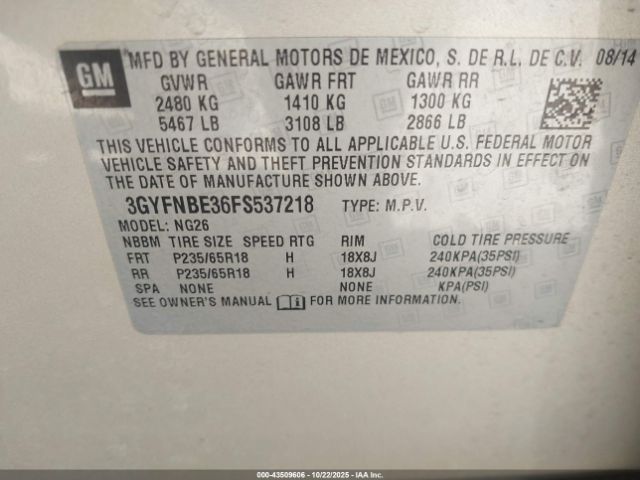 GM
MFD BY GENERAL MOTORS DE MEXICO, S. DE R.L. DE C.V. 08/14
GVWR GAWR FRT GAWR RR
2480 KG 1410 KG 1300 KG
5467 LB 3108 LB 2866 LB
THIS VEHICLE CONFORMS TO ALL APPLICABLE U.S. FEDERAL MOTOR
VEHICLE SAFETY AND THEFT PREVENTION STANDARDS IN EFFECT ON
THE DATE OF MANUFACTURE SHOWN ABOVE.
3GYFNBE36FS537218 TYPE: M.P.V.
MODEL: NG26
NBBM TIRE SIZE SPEED RTG RIM COLD TIRE PRESSURE
FRT P235/65R18 H 18X8J 240KPA(35PSI)
RR P235/65R18 H 18X8J 240KPA(35PSI)
SPA NONE NONE KPA(PSI)
SEE OWNER'S MANUAL FOR MORE INFORMATION.
000-43509606 - 10/22/2025 - IAA Inc.